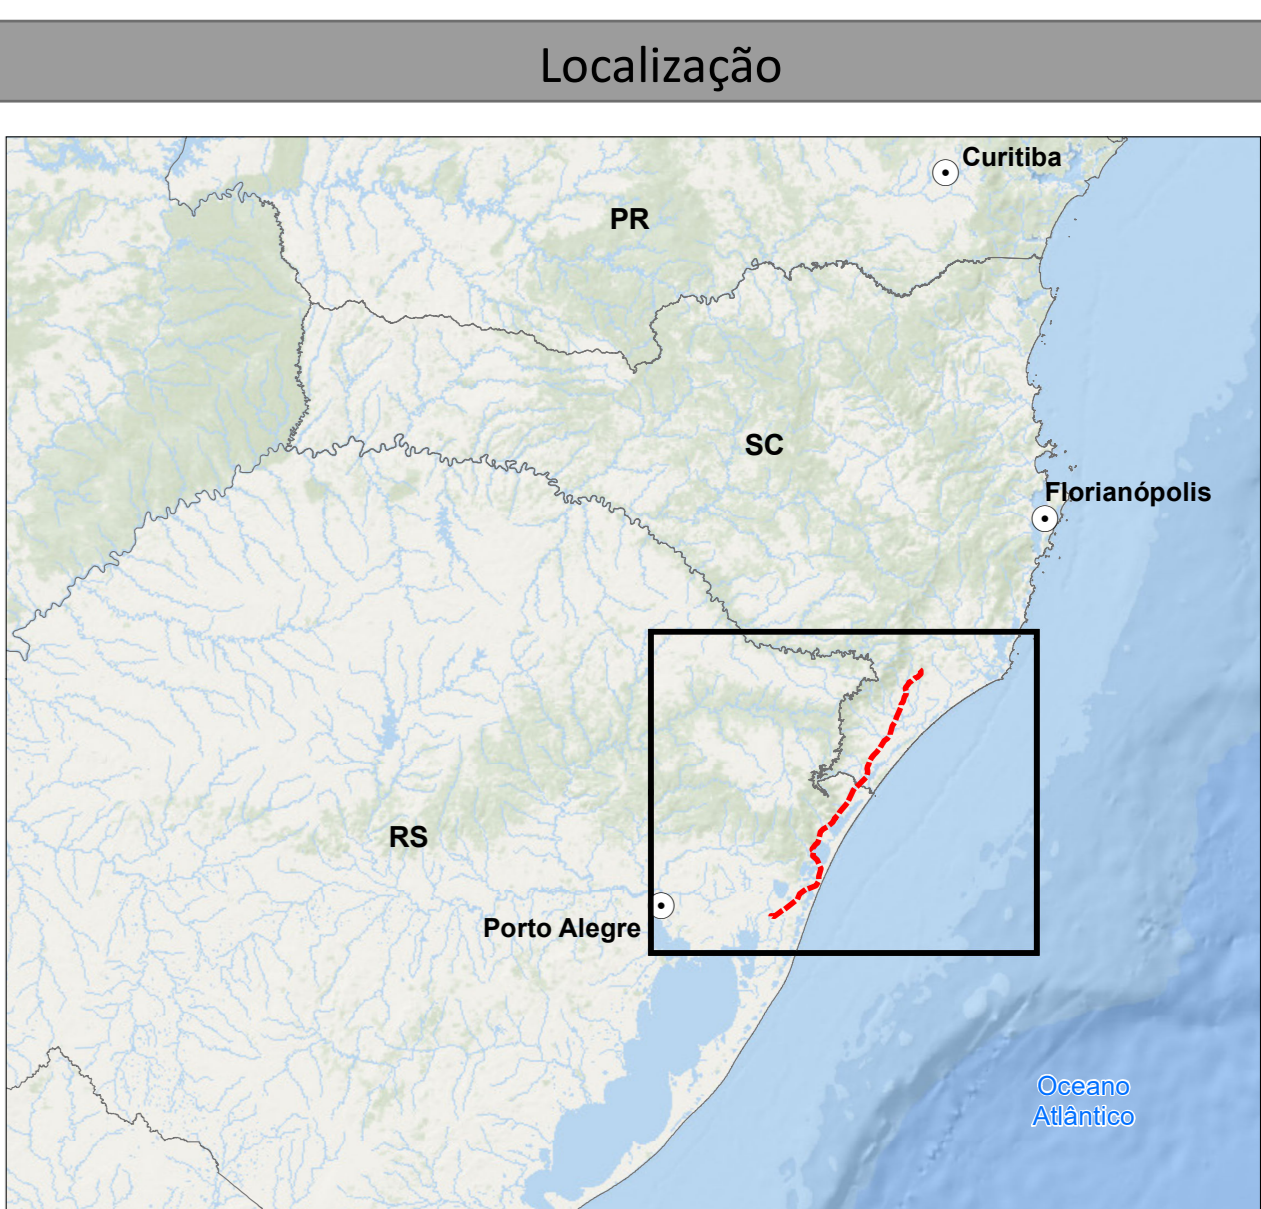 Localização
Curitiba
PR
SC
Florianópolis
RS
Porto Alegre
Oceano
Atlântico